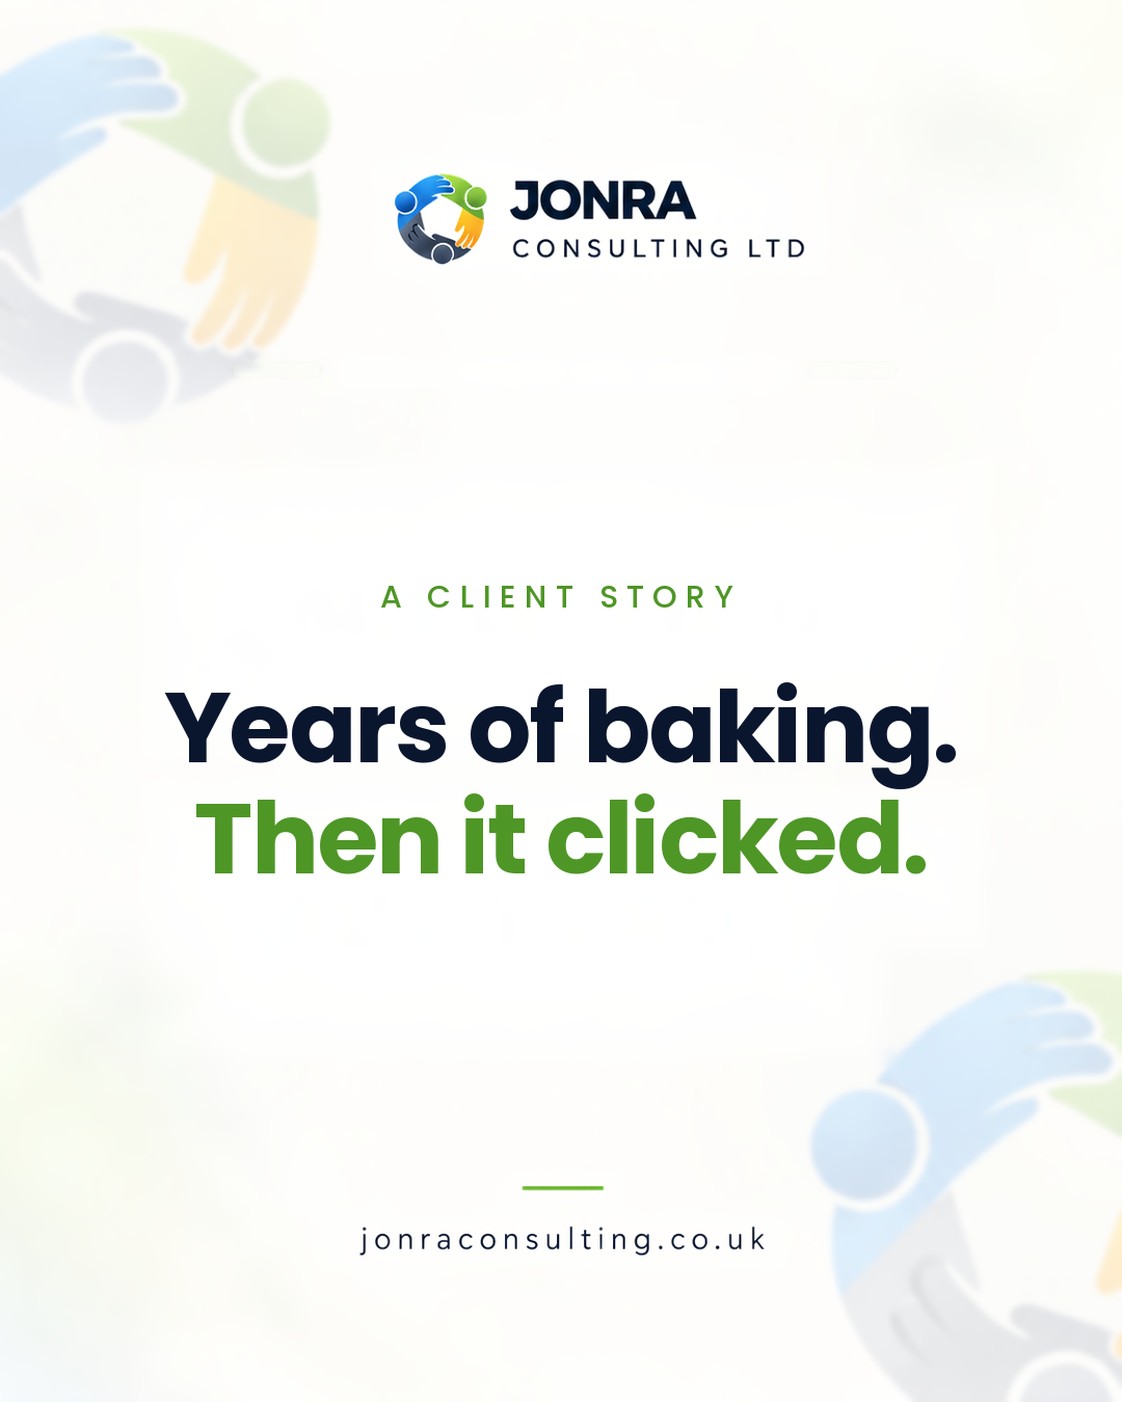 JONRA
CONSULTING LTD
A CLIENT STORY
Years of baking.
Then it clicked.
jonraconsulting.co.uk